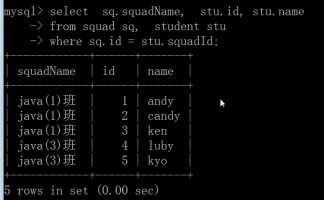 mysql> select sq.squadName, stu.id, stu.name
-> from squad sq, student stu
-> where sq.id = stu.squadId;
+------------+----+-------+
| squadName | id | name |
+------------+----+-------+
| java(1)班 | 1 | andy |
| java(1)班 | 2 | candy |
| java(1)班 | 3 | ken |
| java(3)班 | 4 | luby |
| java(3)班 | 5 | kyo |
+------------+----+-------+
5 rows in set (0.00 sec)